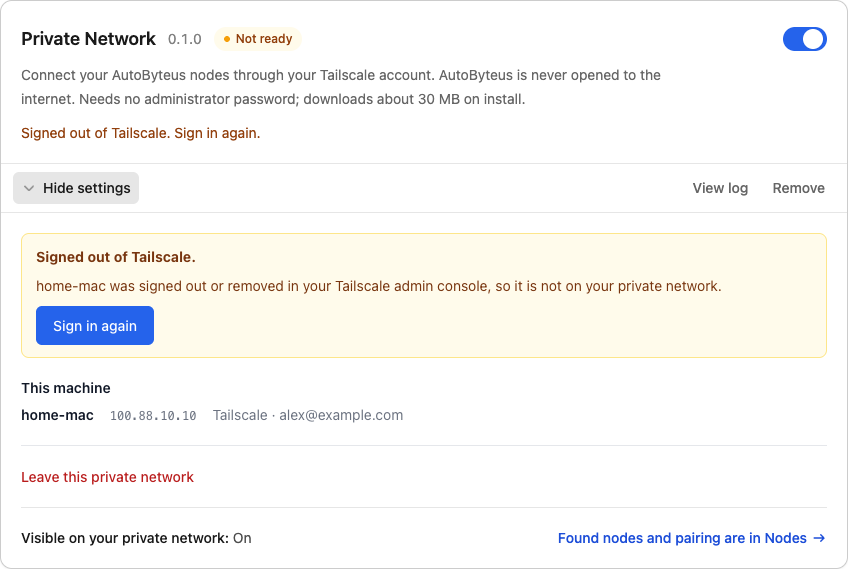 Private Network 0.1.0 Not ready
Connect your AutoByteus nodes through your Tailscale account. AutoByteus is never opened to the
internet. Needs no administrator password; downloads about 30 MB on install.
Signed out of Tailscale. Sign in again.
Hide settings View log Remove
Signed out of Tailscale.
home-mac was signed out or removed in your Tailscale admin console, so it is not on your private network.
Sign in again
This machine
home-mac 100.88.10.10 Tailscale · alex@example.com
Leave this private network
Visible on your private network: On Found nodes and pairing are in Nodes →